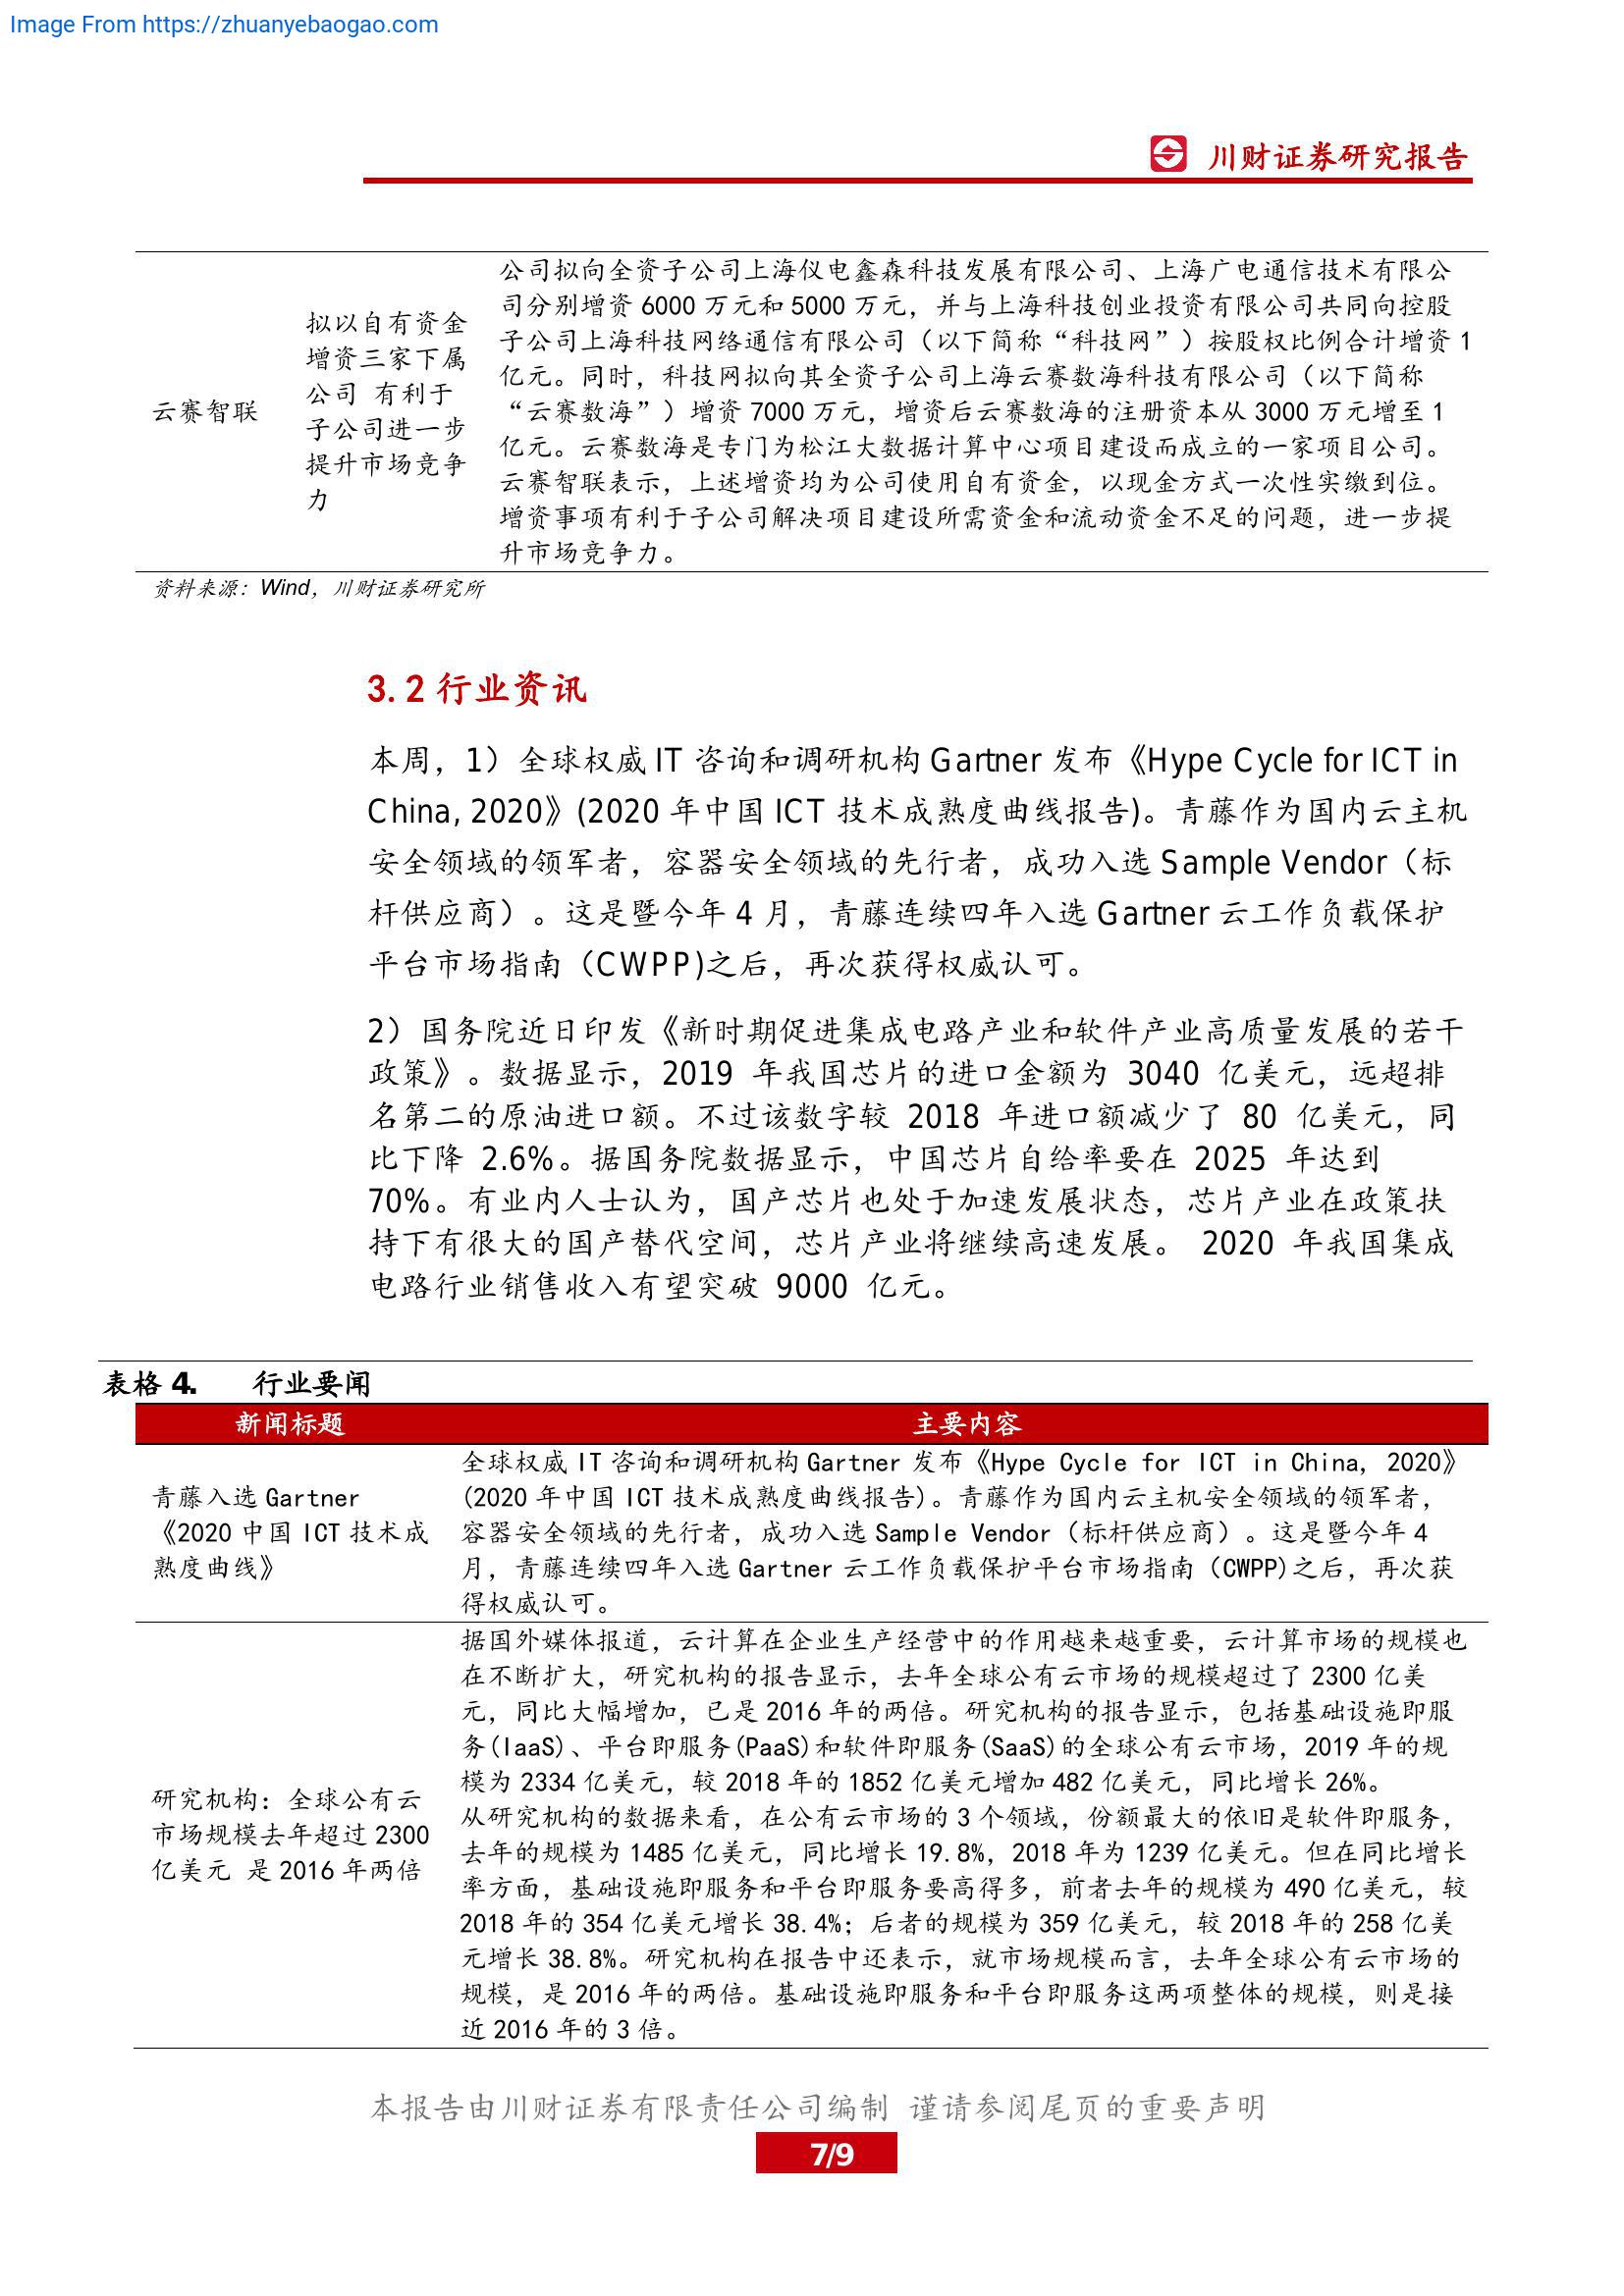 Image From https://zhuanyebaogao.com
川财证券研究报告
云赛智联
拟以自有资金
增资三家下属
公司 有利于
子公司进一步
提升市场竞争
力
公司拟向全资子公司上海仪电鑫森科技发展有限公司、上海广电通信技术有限公
司分别增资 6000 万元和 5000 万元，并与上海科技创业投资有限公司共同向控股
子公司上海科技网络通信有限公司（以下简称“科技网”）按股权比例合计增资 1
亿元。同时，科技网拟向其全资子公司上海云赛数海科技有限公司（以下简称
“云赛数海”）增资 7000 万元，增资后云赛数海的注册资本从 3000 万元增至 1
亿元。云赛数海是专门为松江大数据计算中心项目建设而成立的一家项目公司。
云赛智联表示，上述增资均为公司使用自有资金，以现金方式一次性实缴到位。
增资事项有利于子公司解决项目建设所需资金和流动资金不足的问题，进一步提
升市场竞争力。
资料来源：Wind，川财证券研究所
3.2 行业资讯
本周，1）全球权威 IT 咨询和调研机构 Gartner 发布《Hype Cycle for ICT in
China, 2020》(2020 年中国 ICT 技术成熟度曲线报告)。青藤作为国内云主机
安全领域的领军者，容器安全领域的先行者，成功入选 Sample Vendor（标
杆供应商）。这是暨今年 4 月，青藤连续四年入选 Gartner 云工作负载保护
平台市场指南（CWPP)之后，再次获得权威认可。
2）国务院近日印发《新时期促进集成电路产业和软件产业高质量发展的若干
政策》。数据显示，2019 年我国芯片的进口金额为 3040 亿美元，远超排
名第二的原油进口额。不过该数字较 2018 年进口额减少了 80 亿美元，同
比下降 2.6%。据国务院数据显示，中国芯片自给率要在 2025 年达到
70%。有业内人士认为，国产芯片也处于加速发展状态，芯片产业在政策扶
持下有很大的国产替代空间，芯片产业将继续高速发展。 2020 年我国集成
电路行业销售收入有望突破 9000 亿元。
表格 4. 行业要闻
新闻标题 主要内容
青藤入选 Gartner
《2020 中国 ICT 技术成
熟度曲线》
全球权威 IT 咨询和调研机构 Gartner 发布《Hype Cycle for ICT in China, 2020》
(2020 年中国 ICT 技术成熟度曲线报告)。青藤作为国内云主机安全领域的领军者，
容器安全领域的先行者，成功入选 Sample Vendor（标杆供应商）。这是暨今年 4
月，青藤连续四年入选 Gartner 云工作负载保护平台市场指南（CWPP)之后，再次获
得权威认可。
研究机构：全球公有云
市场规模去年超过 2300
亿美元 是 2016 年两倍
据国外媒体报道，云计算在企业生产经营中的作用越来越重要，云计算市场的规模也
在不断扩大，研究机构的报告显示，去年全球公有云市场的规模超过了 2300 亿美
元，同比大幅增加，已是 2016 年的两倍。研究机构的报告显示，包括基础设施即服
务(IaaS)、平台即服务(PaaS)和软件即服务(SaaS)的全球公有云市场，2019 年的规
模为 2334 亿美元，较 2018 年的 1852 亿美元增加 482 亿美元，同比增长 26%。
从研究机构的数据来看，在公有云市场的 3 个领域，份额最大的依旧是软件即服务，
去年的规模为 1485 亿美元，同比增长 19.8%，2018 年为 1239 亿美元。但在同比增长
率方面，基础设施即服务和平台即服务要高得多，前者去年的规模为 490 亿美元，较
2018 年的 354 亿美元增长 38.4%；后者的规模为 359 亿美元，较 2018 年的 258 亿美
元增长 38.8%。研究机构在报告中还表示，就市场规模而言，去年全球公有云市场的
规模，是 2016 年的两倍。基础设施即服务和平台即服务这两项整体的规模，则是接
近 2016 年的 3 倍。
本报告由川财证券有限责任公司编制 谨请参阅尾页的重要声明
7/9